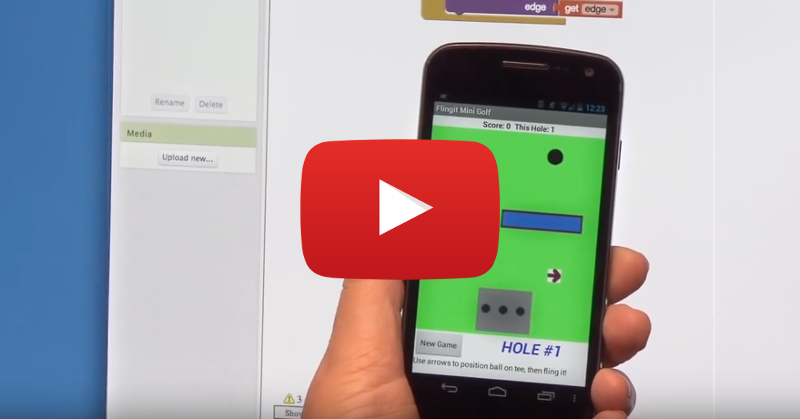 edge
get edge
Rename
Delete
Media
Upload new...
12:23
Flingit Mini Golf
Score: 0 This Hole: 1
New Game
HOLE #1
Use arrows to position ball on tee, then fling it!
3